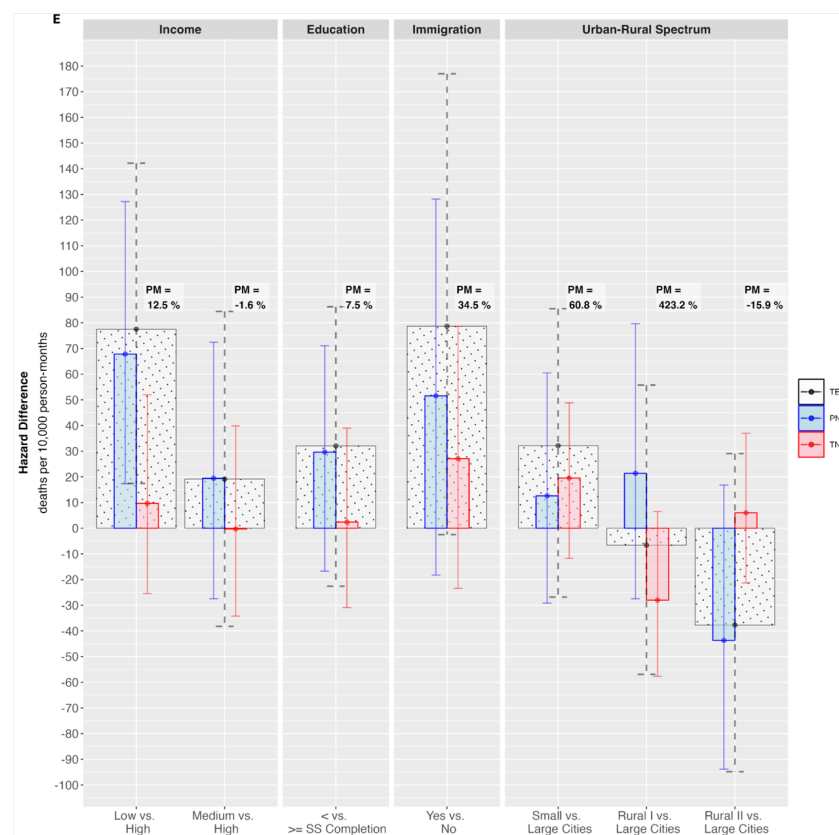 E
Income Education Immigration Urban-Rural Spectrum
180
170
160
150
140
130
120
110
100
90
80
70
60
50
40
30
20
10
0
-10
-20
-30
-40
-50
-60
-70
-80
-90
-100
Hazard Difference
deaths per 10,000 person-months
PM = PM = PM = PM = PM = PM = PM =
12.5 % -1.6 % 7.5 % 34.5 % 60.8 % 423.2 % -15.9 %
TE
PN
TN
Low vs. Medium vs. < vs. Yes vs. Small vs. Rural I vs. Rural II vs.
High High >= SS Completion No Large Cities Large Cities Large Cities